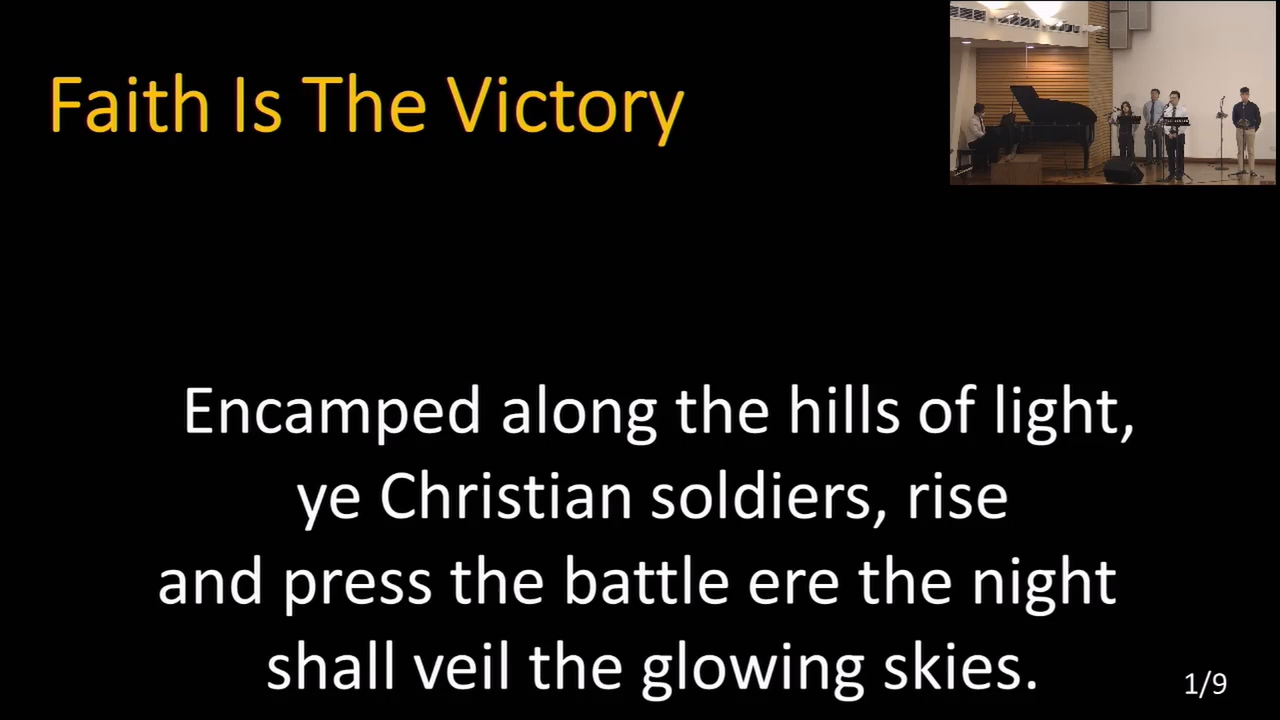 Faith Is The Victory
Encamped along the hills of light,
ye Christian soldiers, rise
and press the battle ere the night
shall veil the glowing skies.
1/9